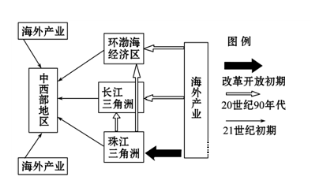 海外产业
中西部地区
海外产业
环渤海
经济区
长江
三角洲
珠江
三角洲
海外产业
图例
改革开放初期
20世纪90年代
21世纪初期